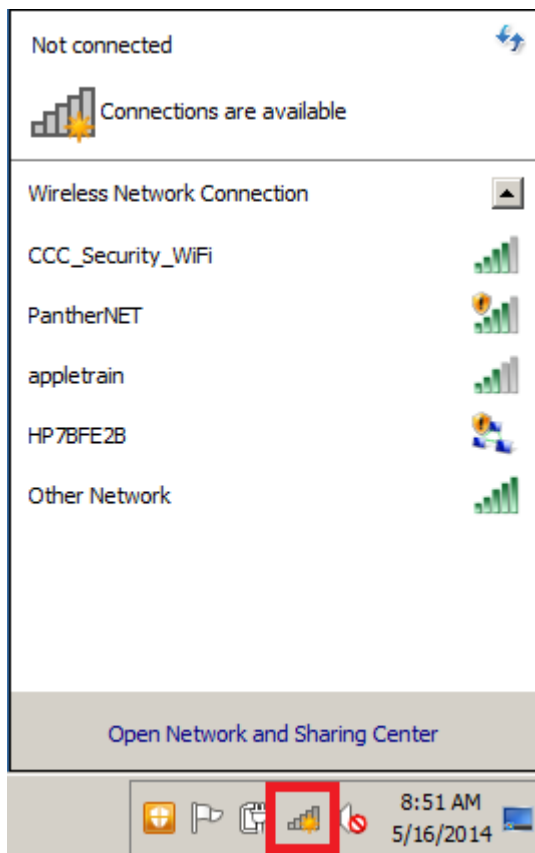 Not connected
Connections are available
Wireless Network Connection
CCC_Security_WiFi
PantherNET
appletrain
HP7BFE2B
Other Network
Open Network and Sharing Center
8:51 AM
5/16/2014